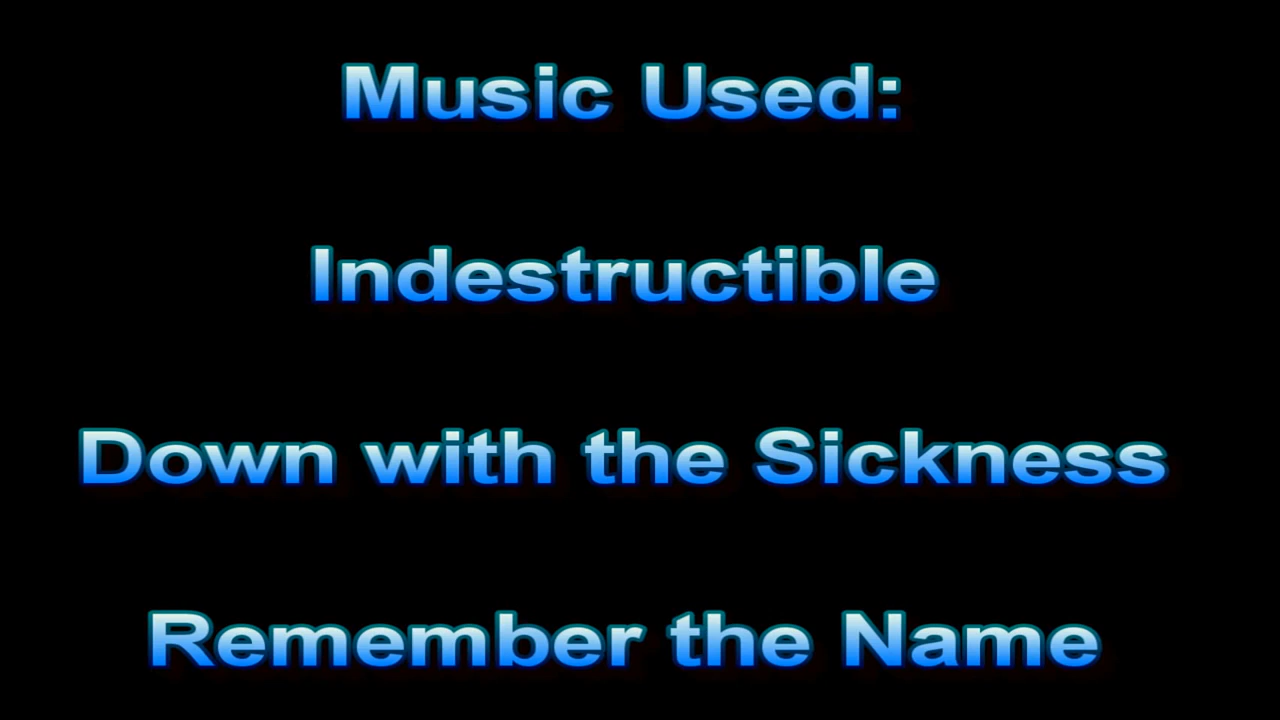 Music Used:
Indestructible
Down with the Sickness
Remember the Name